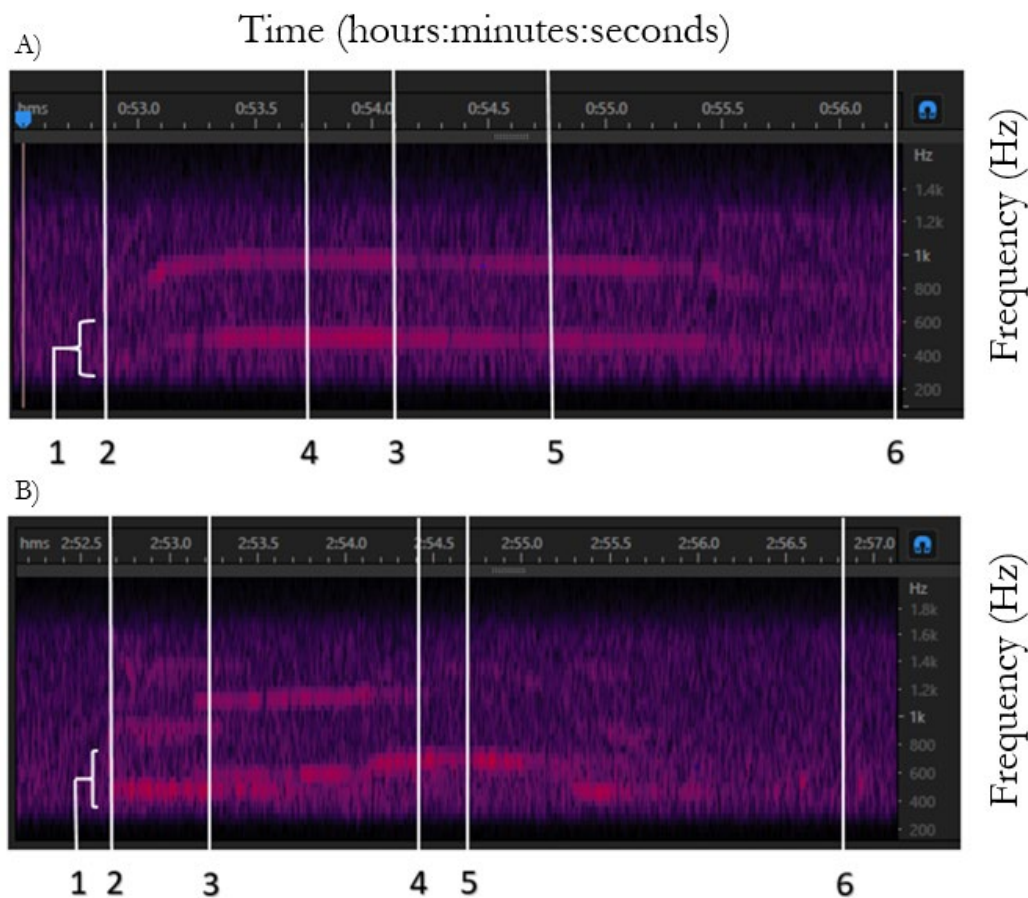 Time (hours:minutes:seconds)
A)
hms 0:53.0 0:53.5 0:54.0 0:54.5 0:55.0 0:55.5 0:56.0
Hz
1.4k
1.2k
1k
800
600
400
200
Frequency (Hz)
1 2 4 3 5 6
B)
hms 2:52.5 2:53.0 2:53.5 2:54.0 2:54.5 2:55.0 2:55.5 2:56.0 2:56.5 2:57.0
Hz
1.8k
1.6k
1.4k
1.2k
1k
800
600
400
200
Frequency (Hz)
1 2 3 4 5 6